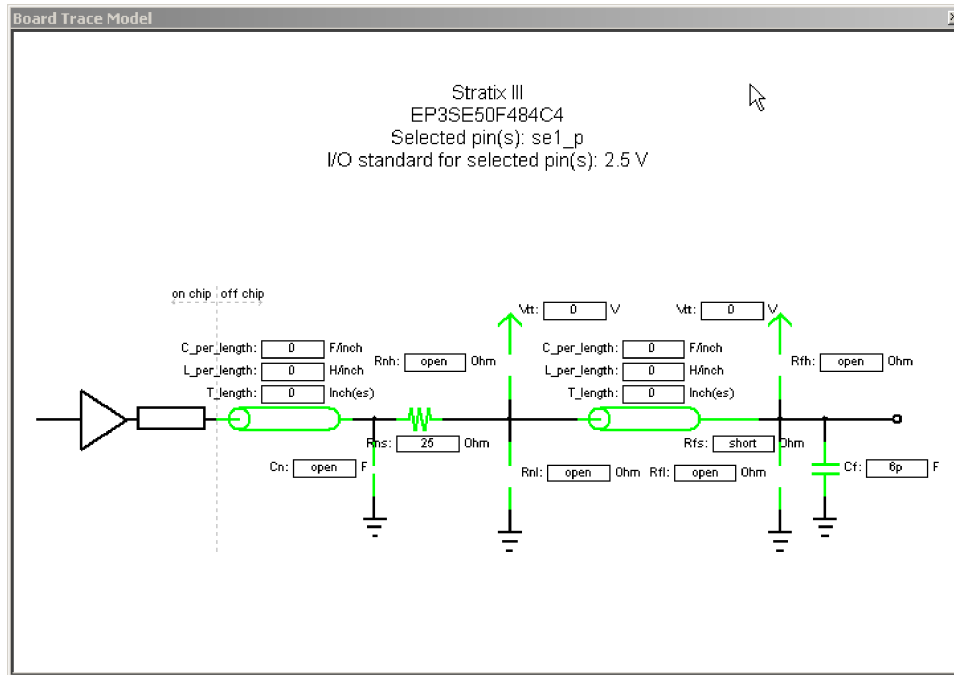 Board Trace Model
Stratix III
EP3SE50F484C4
Selected pin(s): se1_p
I/O standard for selected pin(s): 2.5 V
on chip off chip
Vtt: 0 V Vtt: 0 V
C_per_length: 0 F/inch C_per_length: 0 F/inch
Rnh: open Ohm Rfh: open Ohm
L_per_length: 0 H/inch L_per_length: 0 H/inch
T_length: 0 Inch(es) T_length: 0 Inch(es)
Rns: 25 Ohm Rfs: short Ohm
Cn: open F Rnl: open Ohm Rfl: open Ohm Cf: 6p F